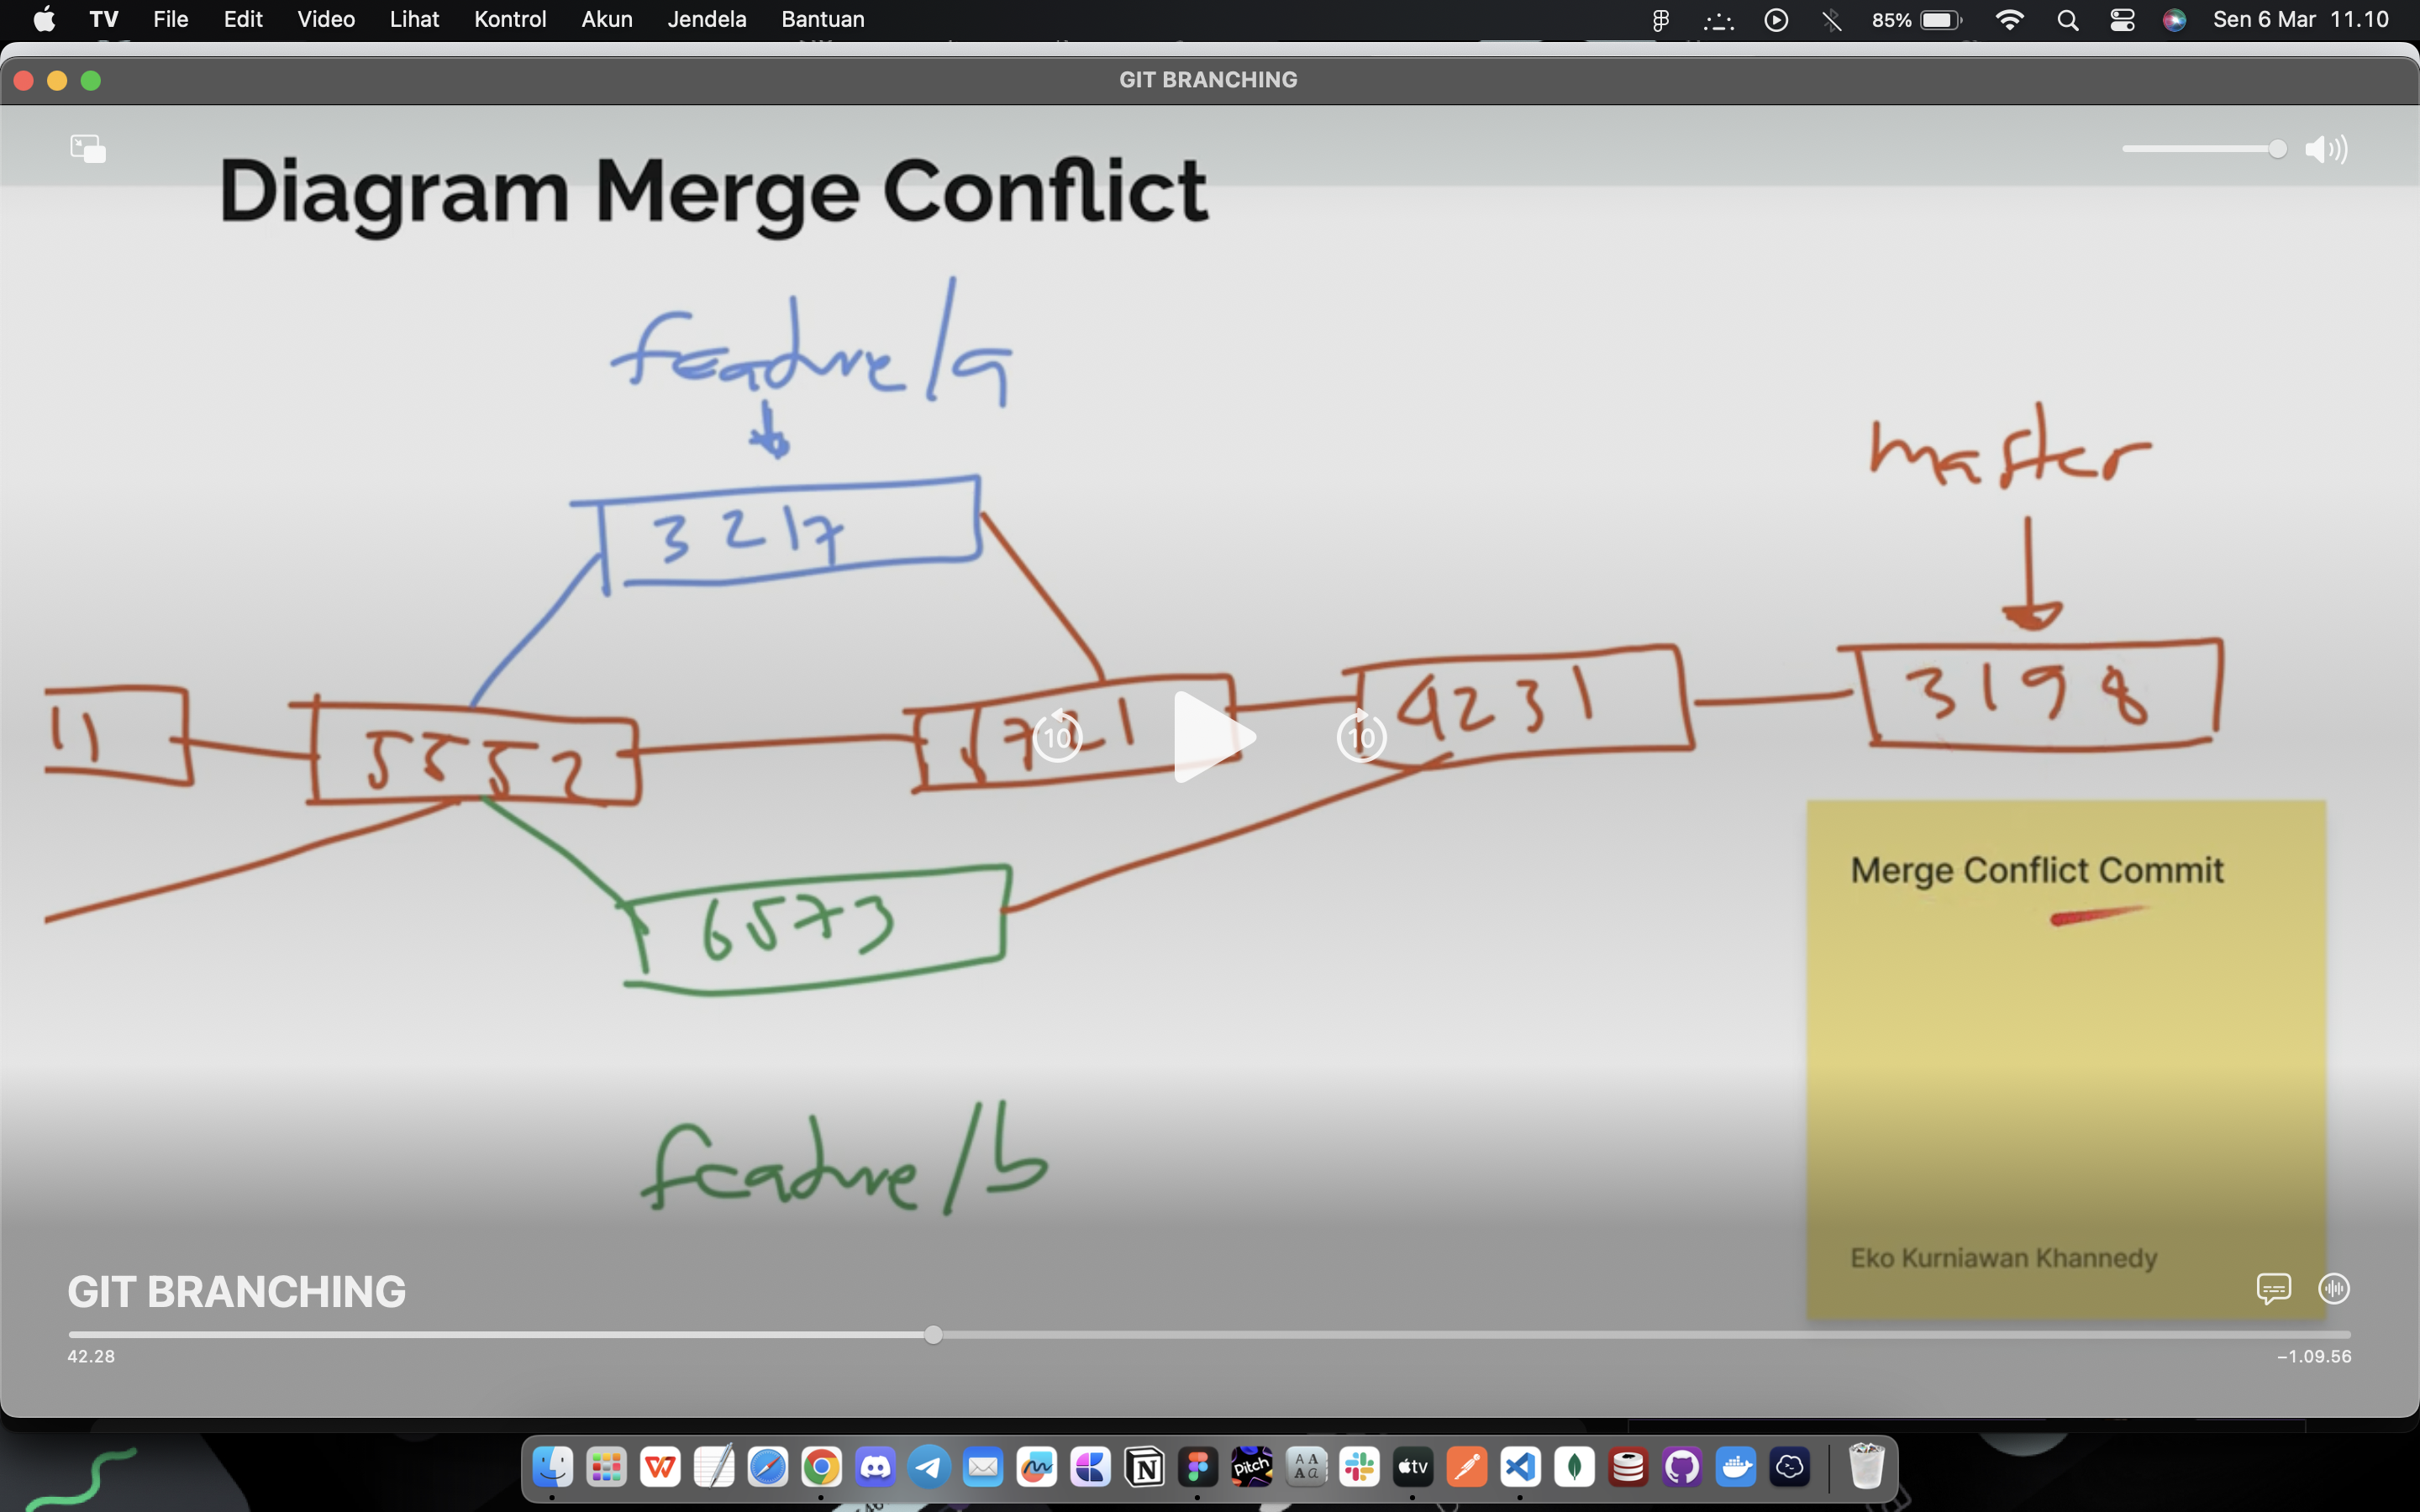 TV File Edit Video Lihat Kontrol Akun Jendela Bantuan 85% Sen 6 Mar 11.10
GIT BRANCHING
Diagram Merge Conflict
feature/a
master
3217
11
5552
10
10
4231
3198
6573
Merge Conflict Commit
feature/b
Eko Kurniawan Khannedy
GIT BRANCHING
42.28
−1.09.56
Pitch
tv